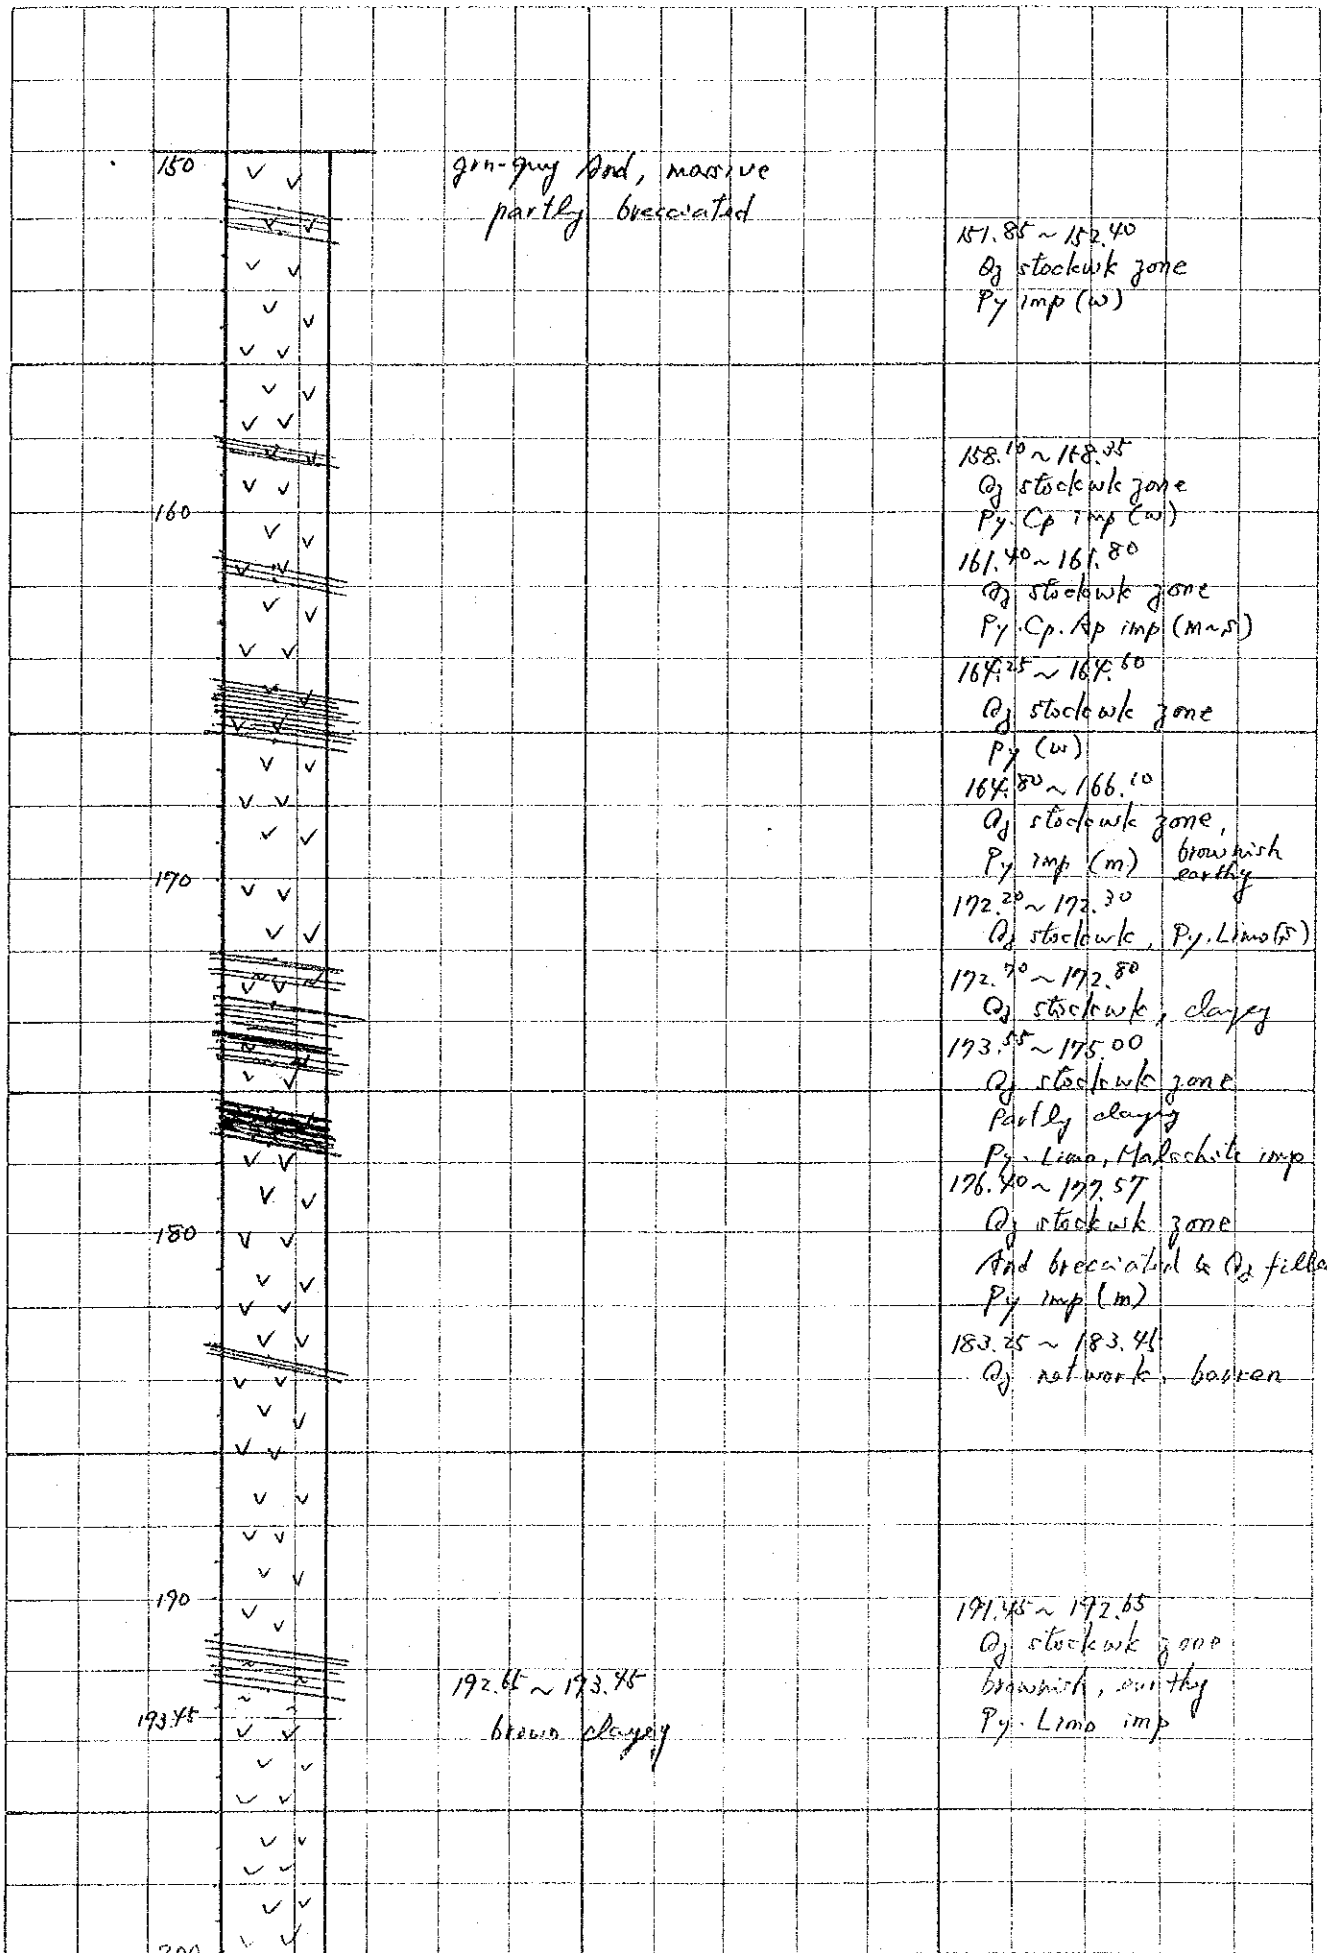 150
grn-gry And, massive
partly brecciated
151.85 ~ 152.40
Qz stockwk zone
Py imp (w)
158.10 ~ 158.35
Qz stockwk zone
Py. Cp imp (w)
160
161.40 ~ 161.80
Qz stockwk zone
Py. Cp. Ap imp (m~s)
164.25 ~ 164.60
Qz stockwk zone
Py (w)
164.80 ~ 166.10
Qz stockwk zone,
Py imp (m) brownish
earthy
170
172.20 ~ 172.30
Qz stockwk, Py. Limo(s)
172.70 ~ 172.80
Qz stockwk, clayey
173.55 ~ 175.00
Qz stockwk zone
partly clayey
Py. Limo, Malachite imp
176.40 ~ 177.57
180
Qz stockwk zone
And brecciated & Qz fille
Py imp (m)
183.25 ~ 183.45
Qz network, barren
190
191.45 ~ 192.65
Qz stockwk zone
brownish, earthy
Py. Limo imp
192.65 ~ 193.45
brown clayey
193.45
200